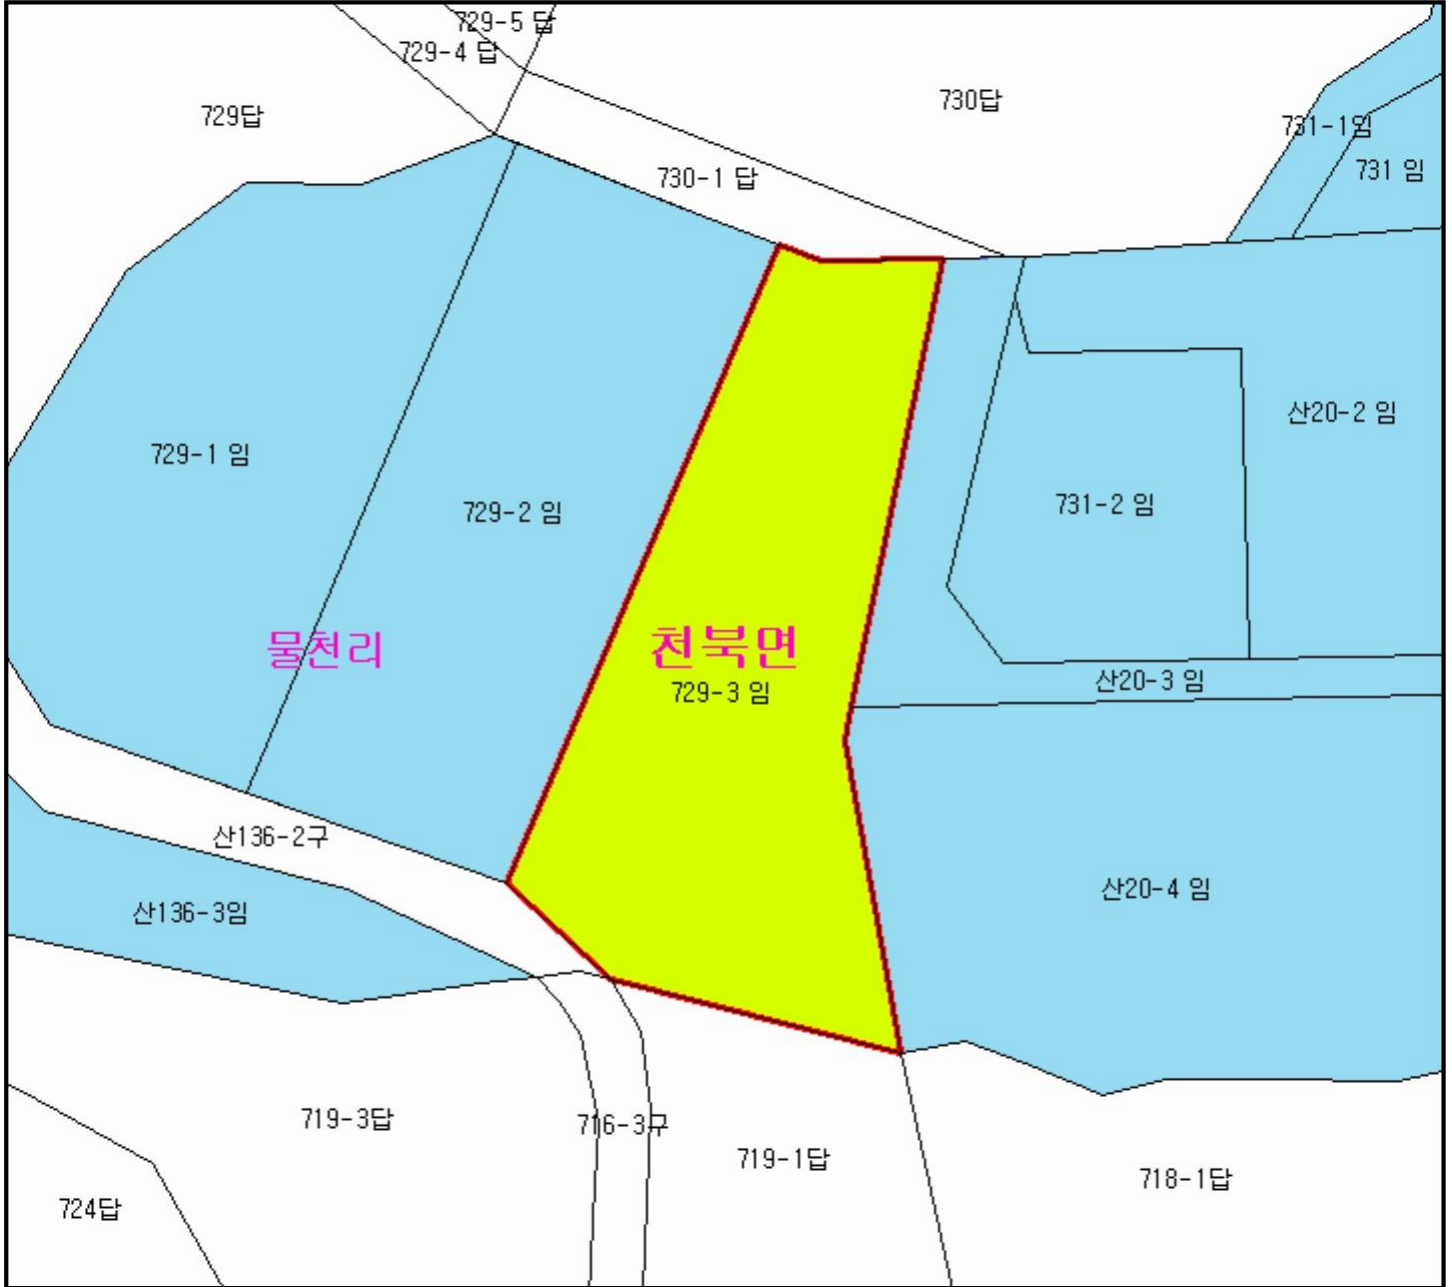 729-5 답
729-4 답
730답
729답
731-1임
731 임
730-1 답
산20-2 임
729-1 임
729-2 임
731-2 임
물천리
천북면
산20-3 임
729-3 임
산136-2구
산20-4 임
산136-3임
719-3답
716-3구
719-1답
718-1답
724답